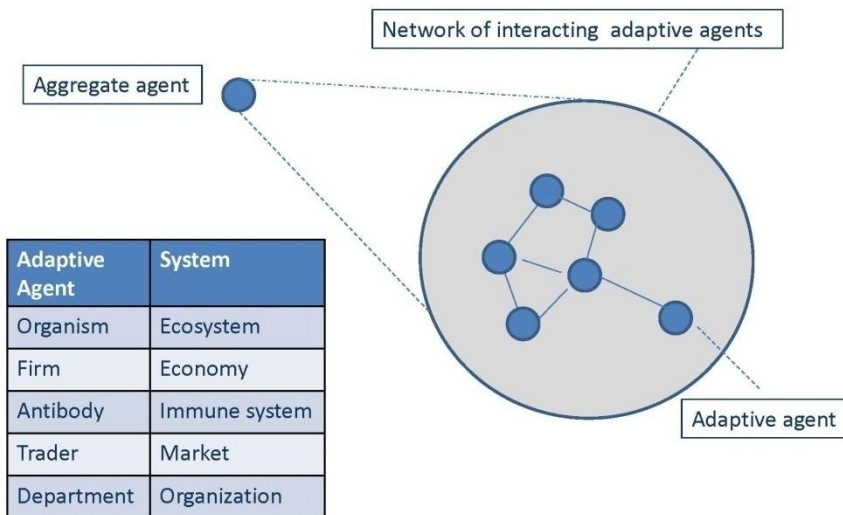 Network of interacting adaptive agents
Aggregate agent
Adaptive System
Agent
Organism Ecosystem
Firm Economy
Antibody Immune system
Trader Market
Department Organization
Adaptive agent